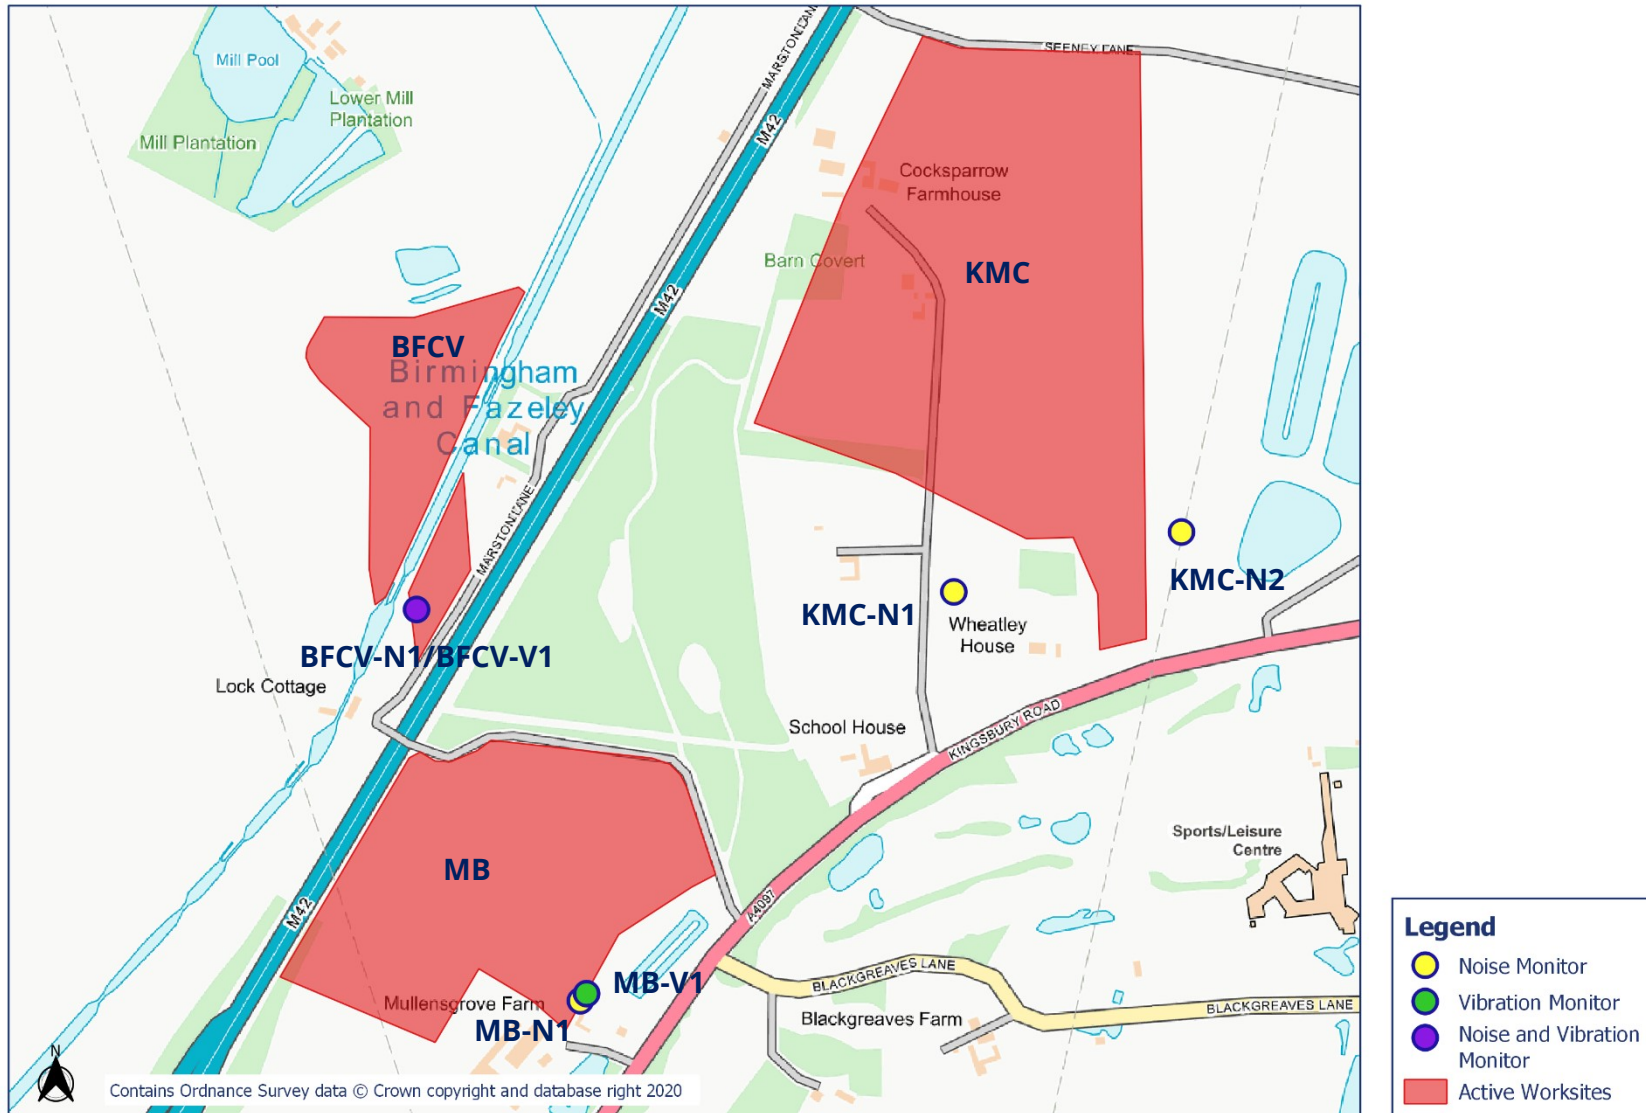 MARSTON LANE
SEENEY LANE
Mill Pool
Lower Mill
Plantation
Mill Plantation
M42
Cocksparrow
Farmhouse
Barn Covert
KMC
M42
BFCV
Birmingham
and Fazeley
Canal
MARSTON LANE
KMC-N2
KMC-N1
Wheatley
House
BFCV-N1/BFCV-V1
Lock Cottage
School House
KINGSBURY ROAD
Sports/Leisure
Centre
MB
M42
A4097
BLACKGREAVES LANE
BLACKGREAVES LANE
MB-V1
Mullensgrove Farm
MB-N1
Blackgreaves Farm
N
Contains Ordnance Survey data © Crown copyright and database right 2020
Legend
Noise Monitor
Vibration Monitor
Noise and Vibration
Monitor
Active Worksites